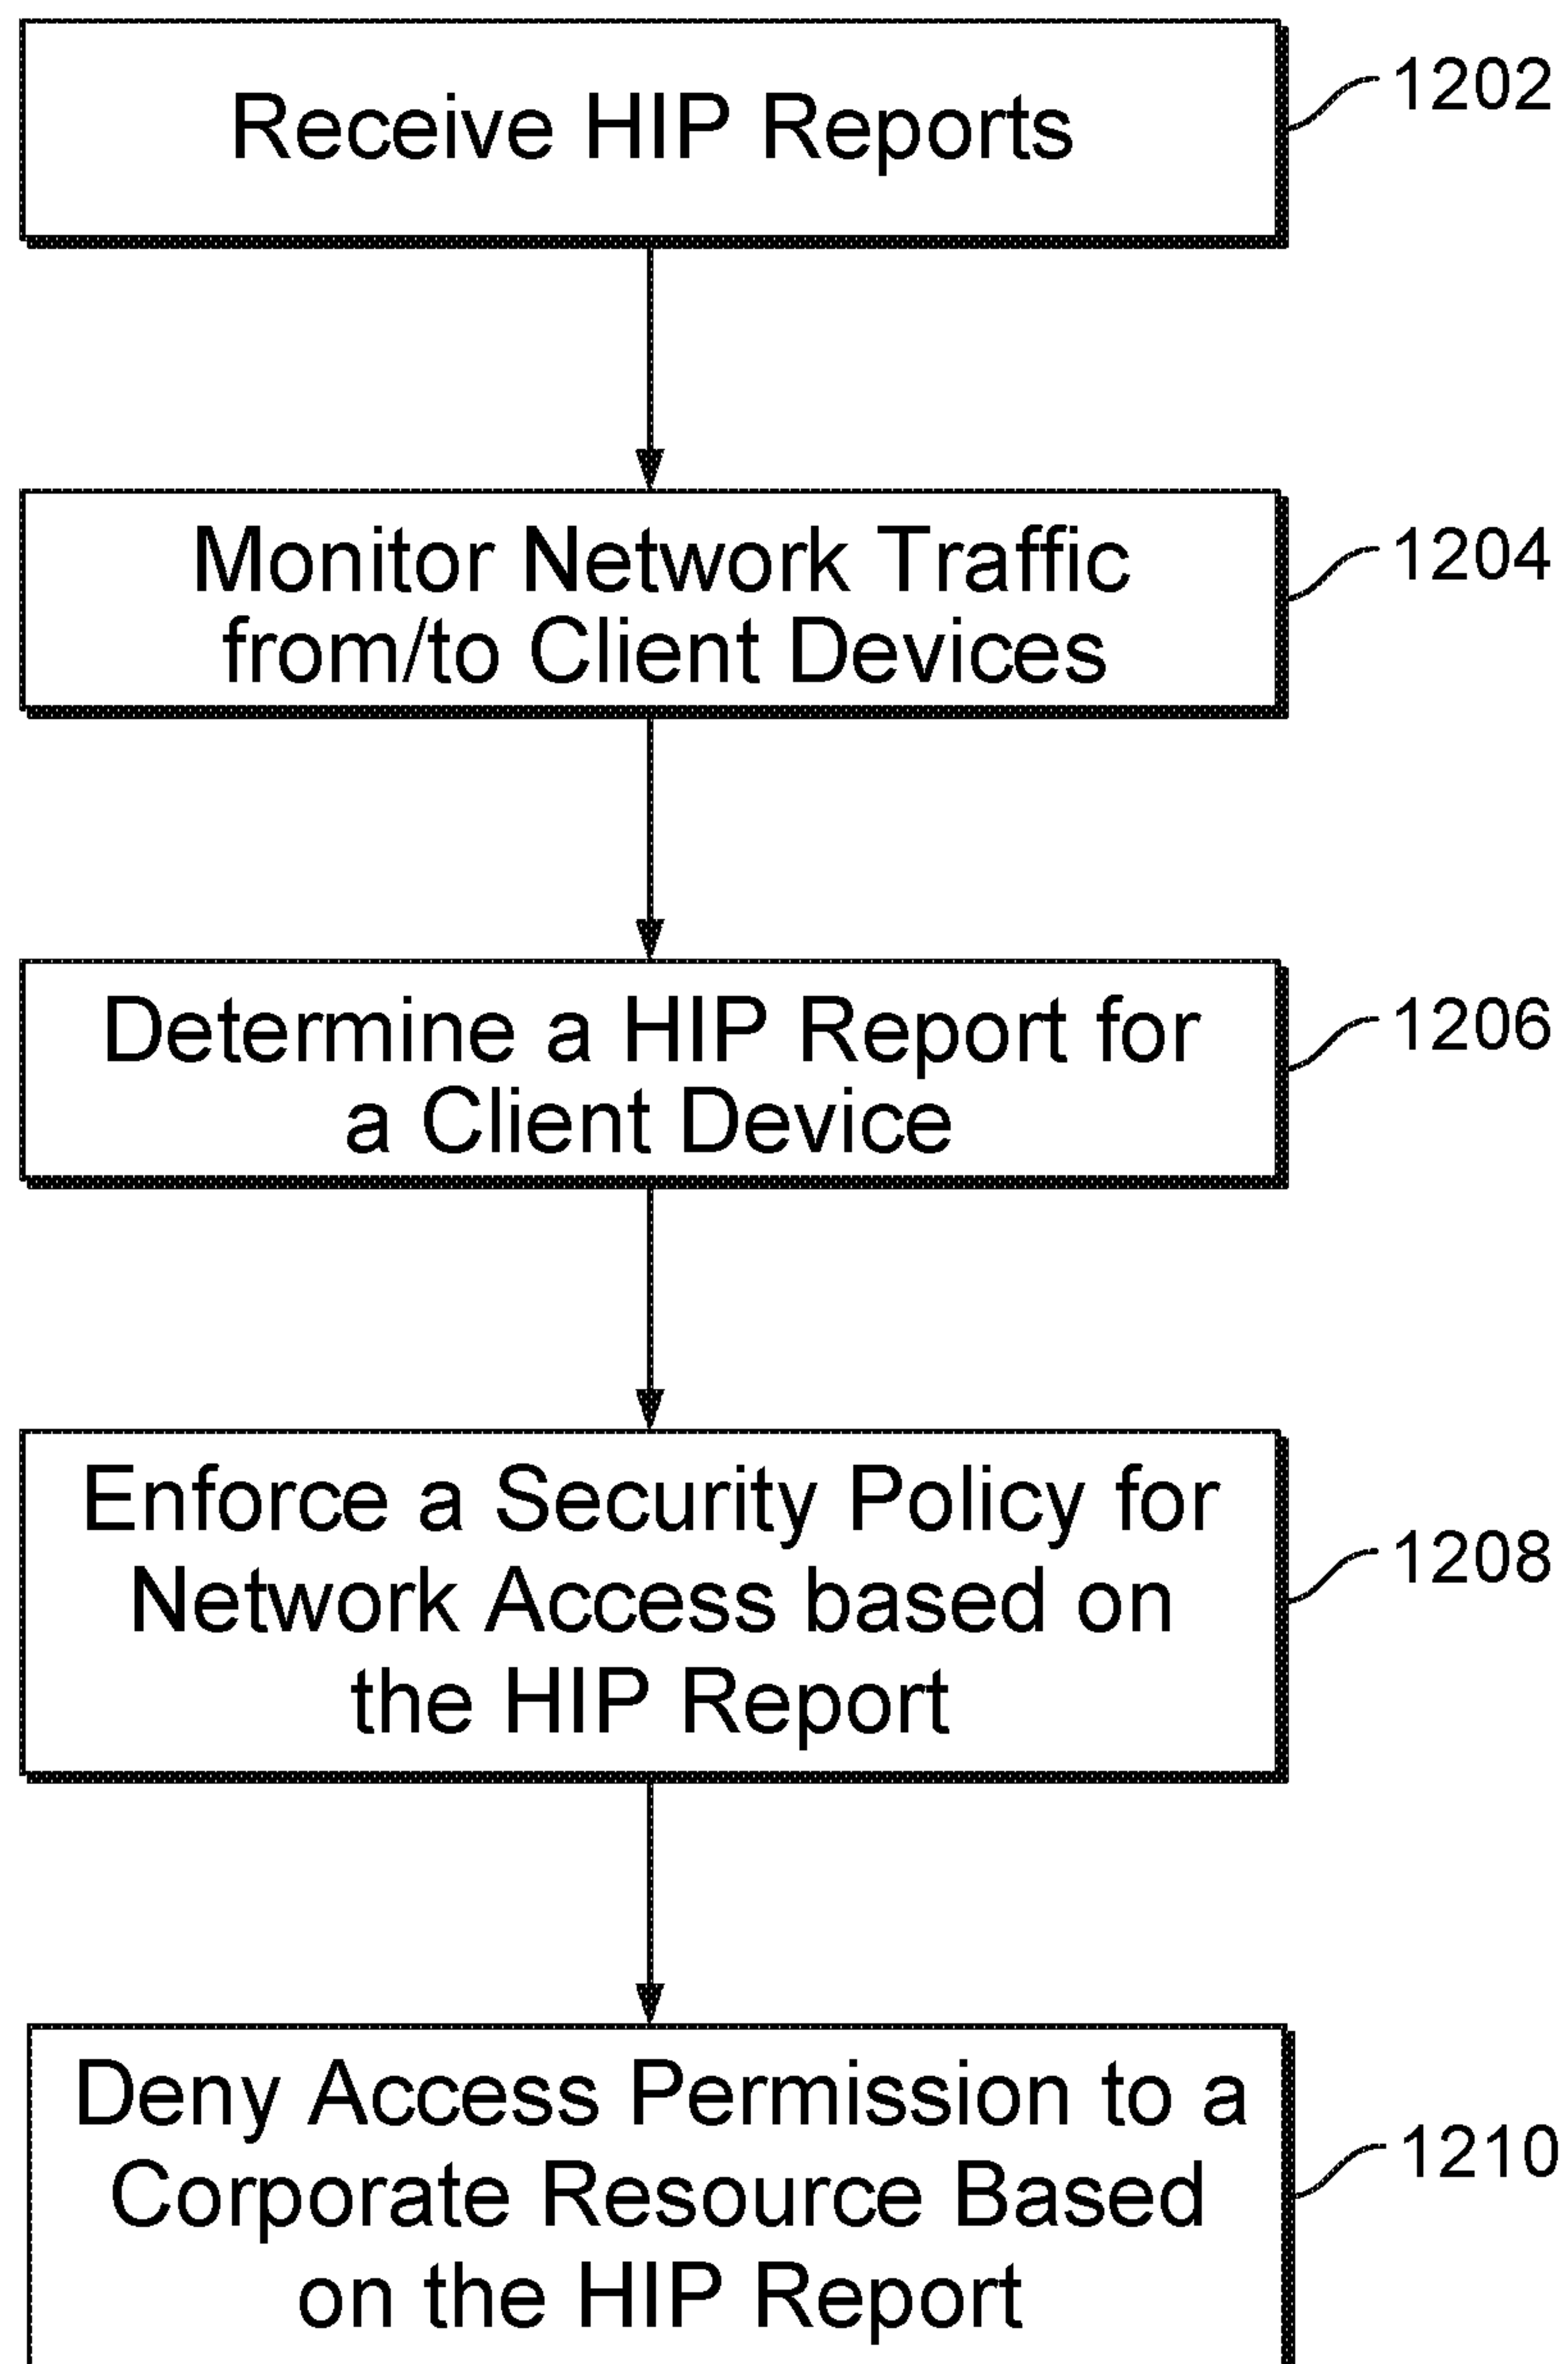 Receive HIP Reports
1202
Monitor Network Traffic
from/to Client Devices
1204
Determine a HIP Report for
a Client Device
1206
Enforce a Security Policy for
Network Access based on
the HIP Report
1208
Deny Access Permission to a
Corporate Resource Based
on the HIP Report
1210